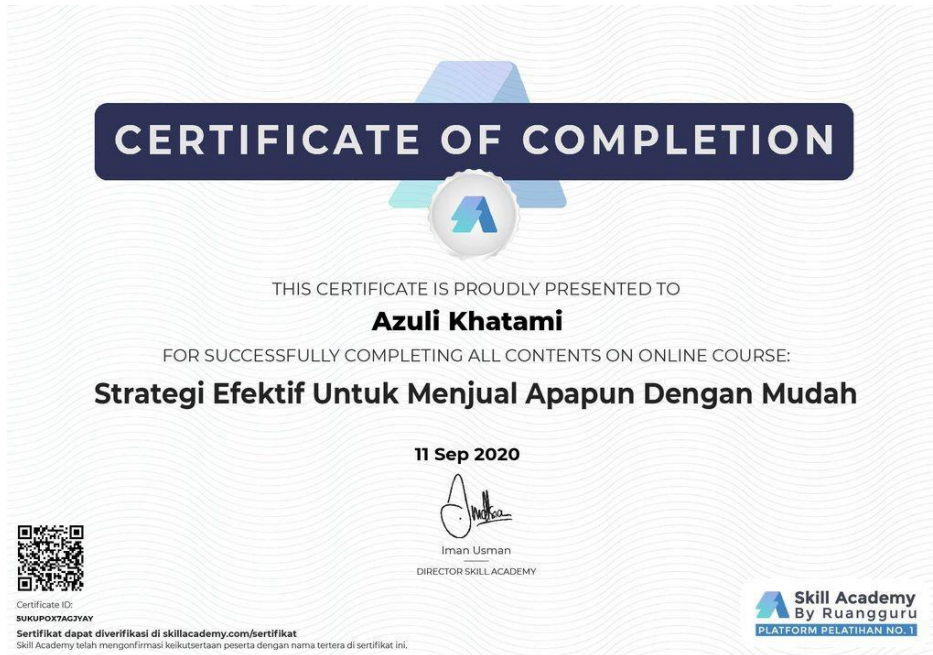 CERTIFICATE OF COMPLETION
THIS CERTIFICATE IS PROUDLY PRESENTED TO
Azuli Khatami
FOR SUCCESSFULLY COMPLETING ALL CONTENTS ON ONLINE COURSE:
Strategi Efektif Untuk Menjual Apapun Dengan Mudah
11 Sep 2020
Iman Usman
DIRECTOR SKILL ACADEMY
Certificate ID:
5UKUPOX7AGJYAY
Sertifikat dapat diverifikasi di skillacademy.com/sertifikat
Skill Academy telah mengonfirmasi keikutsertaan peserta dengan nama tertera di sertifikat ini.
Skill Academy
By Ruangguru
PLATFORM PELATIHAN NO. 1